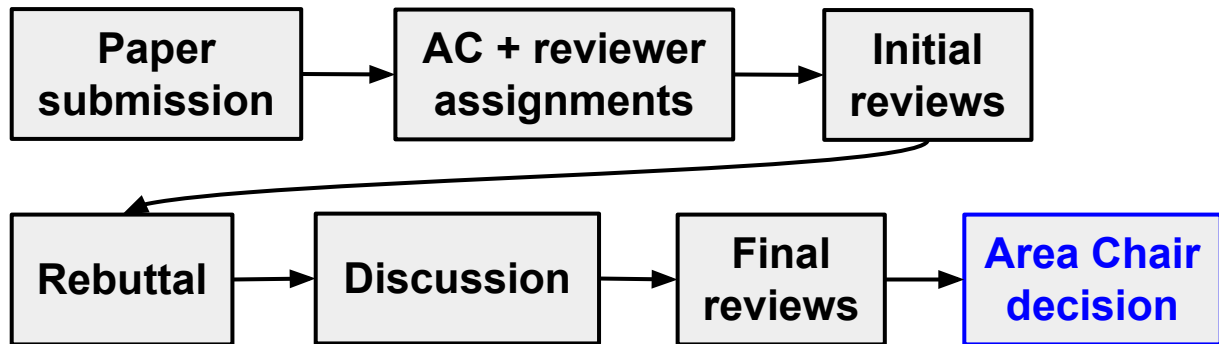 Paper
submission
AC + reviewer
assignments
Initial
reviews
Rebuttal
Discussion
Final
reviews
Area Chair
decision